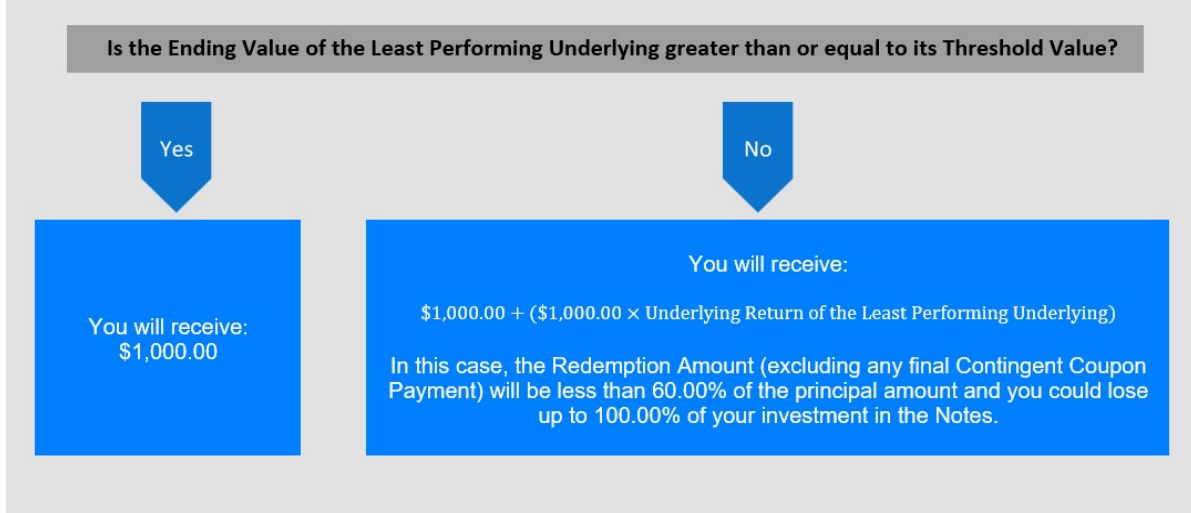 Is the Ending Value of the Least Performing Underlying greater than or equal to its Threshold Value?
Yes
No
You will receive:
$1,000.00
You will receive:
$1,000.00 + ($1,000.00 × Underlying Return of the Least Performing Underlying)
In this case, the Redemption Amount (excluding any final Contingent Coupon
Payment) will be less than 60.00% of the principal amount and you could lose
up to 100.00% of your investment in the Notes.